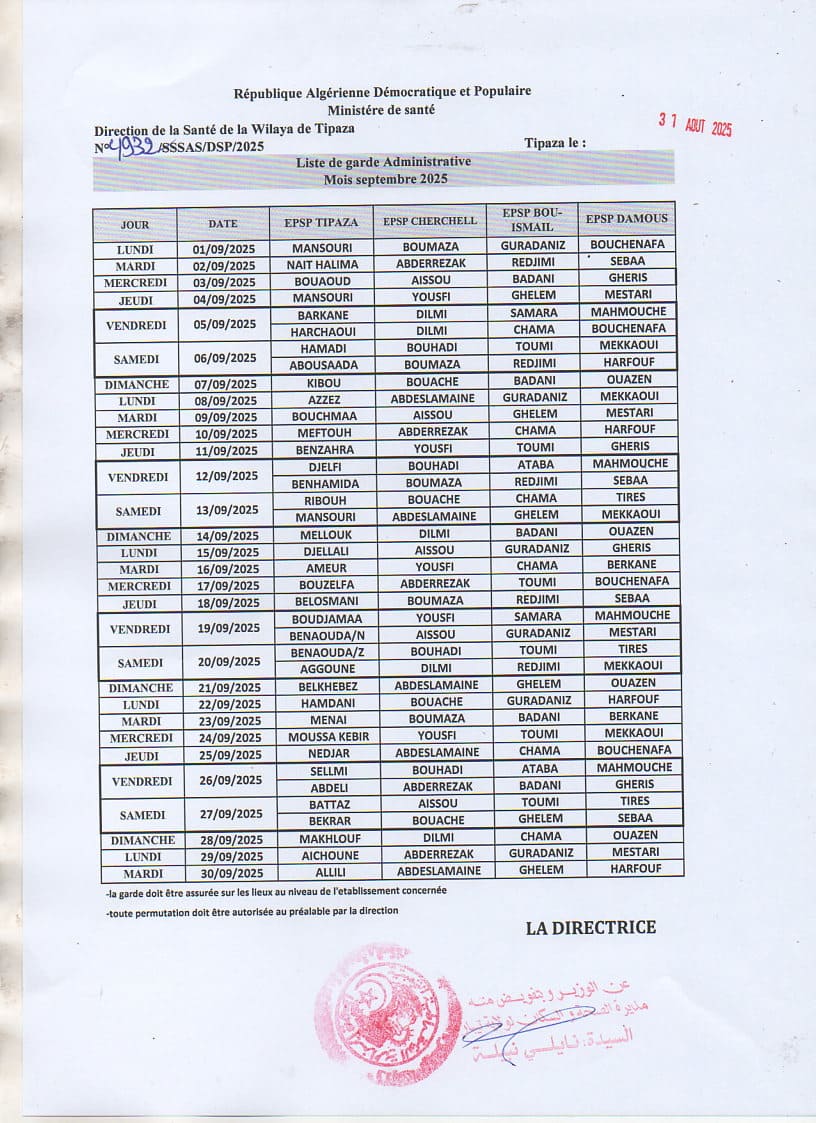 République Algérienne Démocratique et Populaire
Ministére de santé
31 AOUT 2025
Direction de la Santé de la Wilaya de Tipaza
N° 4932/SSSAS/DSP/2025 Tipaza le :
Liste de garde Administrative
Mois septembre 2025
JOUR DATE EPSP TIPAZA EPSP CHERCHELL EPSP BOU-ISMAIL EPSP DAMOUS
LUNDI 01/09/2025 MANSOURI BOUMAZA GURADANIZ BOUCHENAFA
MARDI 02/09/2025 NAIT HALIMA ABDERREZAK REDJIMI SEBAA
MERCREDI 03/09/2025 BOUAOUD AISSOU BADANI GHERIS
JEUDI 04/09/2025 MANSOURI YOUSFI GHELEM MESTARI
VENDREDI 05/09/2025 BARKANE DILMI SAMARA MAHMOUCHE
HARCHAOUI DILMI CHAMA BOUCHENAFA
SAMEDI 06/09/2025 HAMADI BOUHADI TOUMI MEKKAOUI
ABOUSAADA BOUMAZA REDJIMI HARFOUF
DIMANCHE 07/09/2025 KIBOU BOUACHE BADANI OUAZEN
LUNDI 08/09/2025 AZZEZ ABDESLAMAINE GURADANIZ MEKKAOUI
MARDI 09/09/2025 BOUCHMAA AISSOU GHELEM MESTARI
MERCREDI 10/09/2025 MEFTOUH ABDERREZAK CHAMA HARFOUF
JEUDI 11/09/2025 BENZAHRA YOUSFI TOUMI GHERIS
VENDREDI 12/09/2025 DJELFI BOUHADI ATABA MAHMOUCHE
BENHAMIDA BOUMAZA REDJIMI SEBAA
SAMEDI 13/09/2025 RIBOUH BOUACHE CHAMA TIRES
MANSOURI ABDESLAMAINE GHELEM MEKKAOUI
DIMANCHE 14/09/2025 MELLOUK DILMI BADANI OUAZEN
LUNDI 15/09/2025 DJELLALI AISSOU GURADANIZ GHERIS
MARDI 16/09/2025 AMEUR YOUSFI CHAMA BERKANE
MERCREDI 17/09/2025 BOUZELFA ABDERREZAK TOUMI BOUCHENAFA
JEUDI 18/09/2025 BELOSMANI BOUMAZA REDJIMI SEBAA
VENDREDI 19/09/2025 BOUDJAMAA YOUSFI SAMARA MAHMOUCHE
BENAOUDA/N AISSOU GURADANIZ MESTARI
SAMEDI 20/09/2025 BENAOUDA/Z BOUHADI TOUMI TIRES
AGGOUNE DILMI REDJIMI MEKKAOUI
DIMANCHE 21/09/2025 BELKHEBEZ ABDESLAMAINE GHELEM OUAZEN
LUNDI 22/09/2025 HAMDANI BOUACHE GURADANIZ HARFOUF
MARDI 23/09/2025 MENAI BOUMAZA BADANI BERKANE
MERCREDI 24/09/2025 MOUSSA KEBIR YOUSFI TOUMI MEKKAOUI
JEUDI 25/09/2025 NEDJAR ABDESLAMAINE CHAMA BOUCHENAFA
VENDREDI 26/09/2025 SELLMI BOUHADI ATABA MAHMOUCHE
ABDELI ABDERREZAK BADANI GHERIS
SAMEDI 27/09/2025 BATTAZ AISSOU TOUMI TIRES
BEKRAR BOUACHE GHELEM SEBAA
DIMANCHE 28/09/2025 MAKHLOUF DILMI CHAMA OUAZEN
LUNDI 29/09/2025 AICHOUNE ABDERREZAK GURADANIZ MESTARI
MARDI 30/09/2025 ALLILI ABDESLAMAINE GHELEM HARFOUF
-la garde doit être assurée sur les lieux au niveau de l'etablissement concernée
-toute permutation doit être autorisée au préalable par la direction
LA DIRECTRICE
عن الوزير و بتفويض منه
مديرة الصحة و السكان لولاية
السيدة: نايلي نبيلة